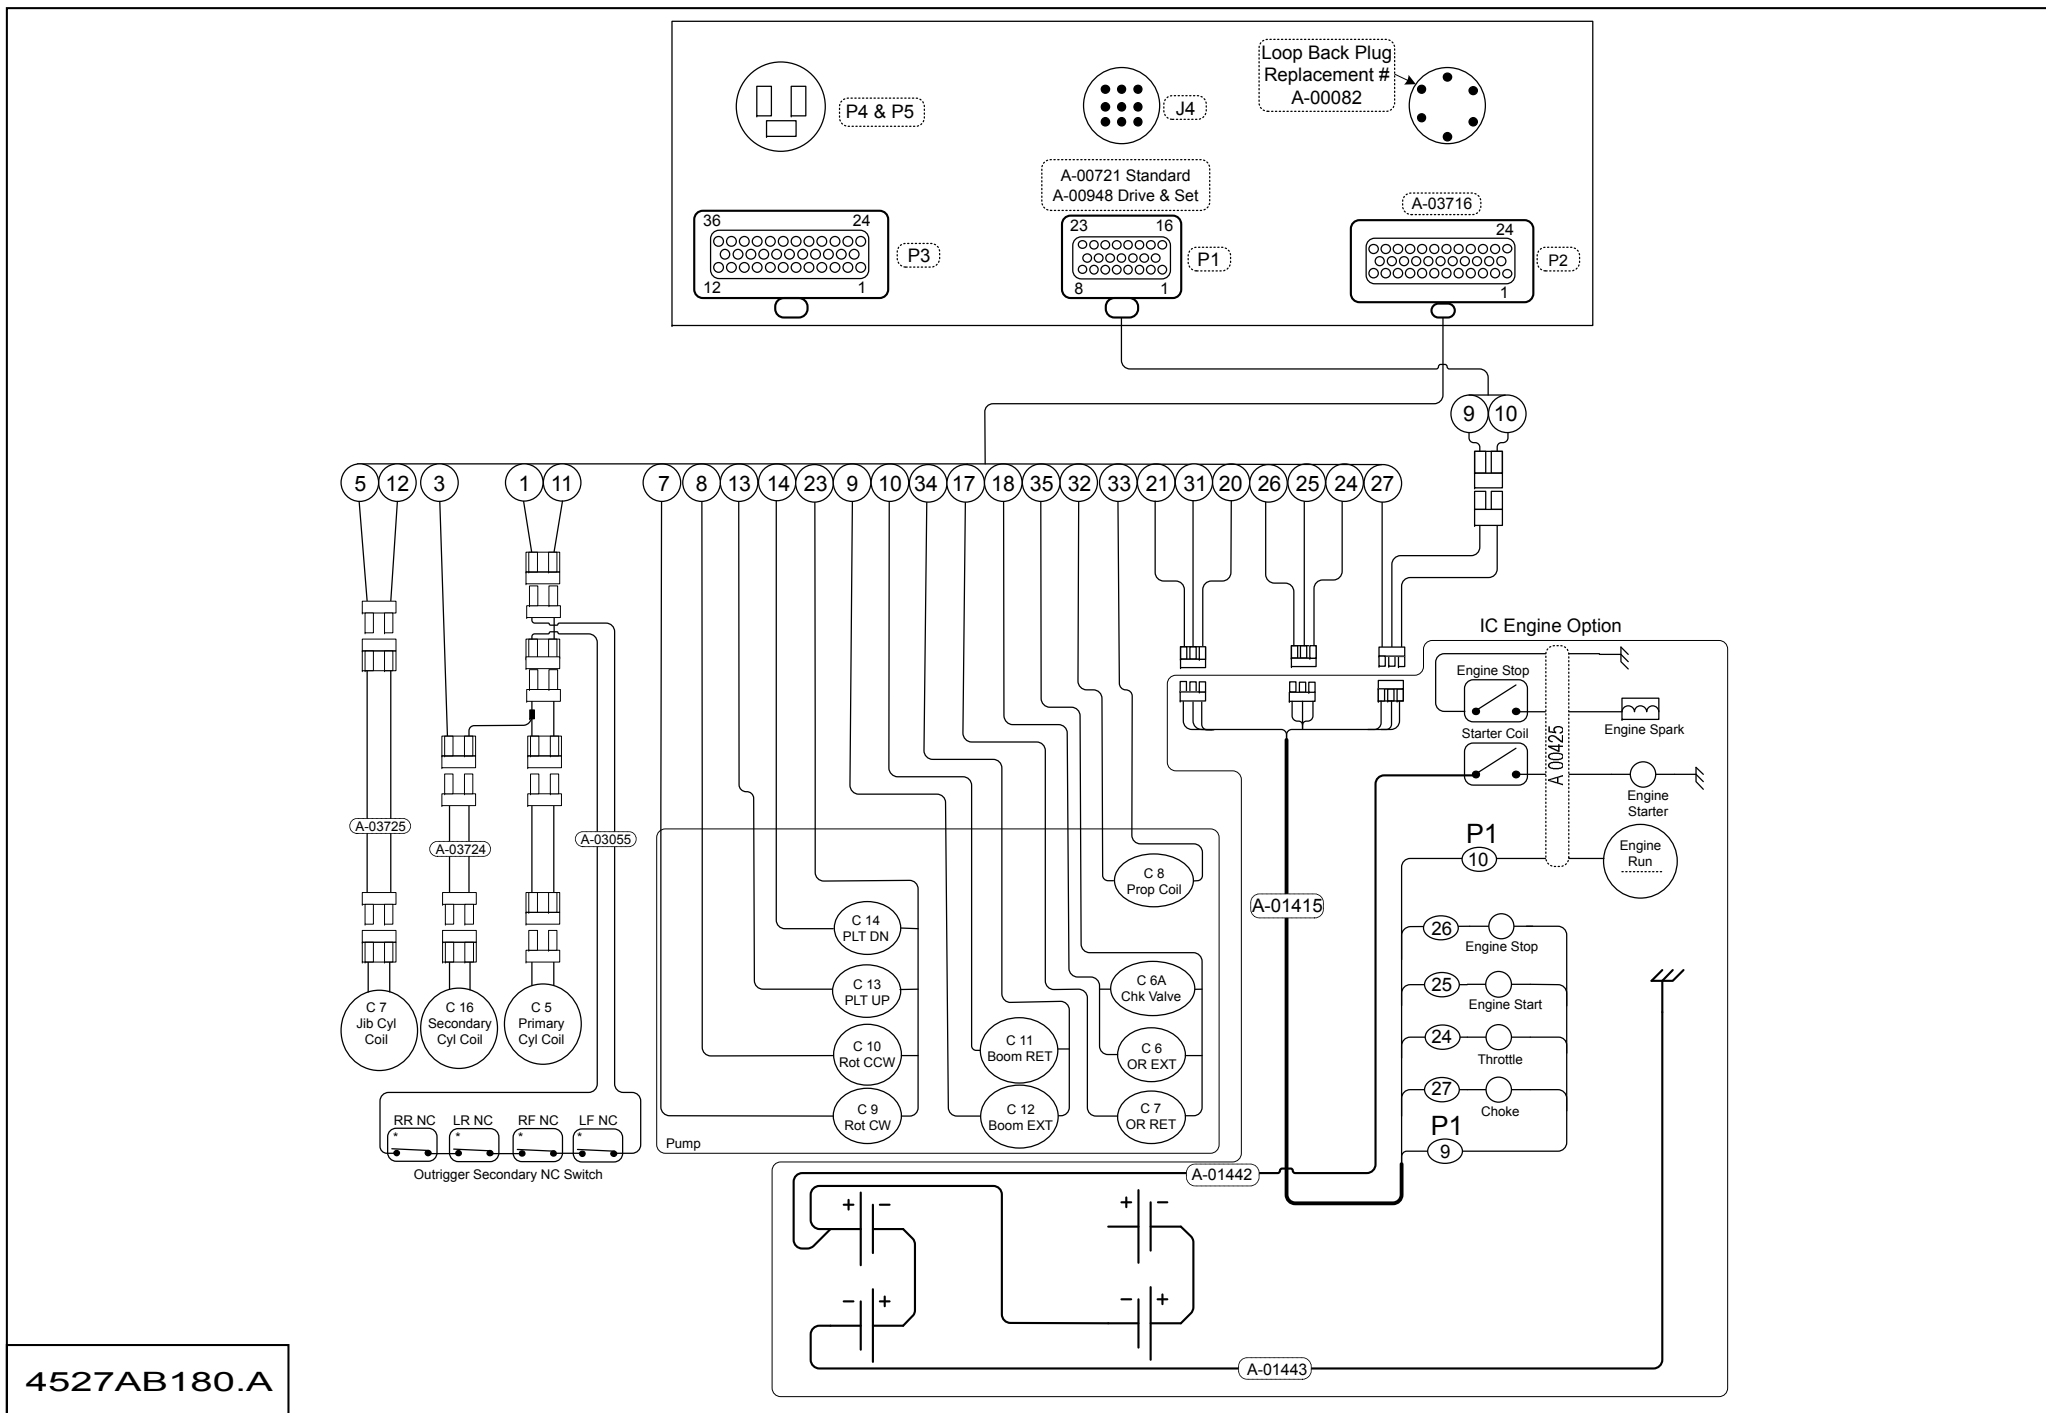 Loop Back Plug
Replacement #
A-00082
P4 & P5
J4
A-00721 Standard
A-00948 Drive & Set
A-03716
36 24
23 16
24
P3
P1
P2
12 1
8 1
1
9 10
5 12 3 1 11 7 8 13 14 23 9 10 34 17 18 35 32 33 21 31 20 26 25 24 27
IC Engine Option
Engine Stop
Engine Spark
Starter Coil
A 00425
Engine
Starter
P1
10
Engine
Run
A-03725
A-03724
A-03055
C 8
Prop Coil
A-01415
C 14
PLT DN
26
Engine Stop
C 13
PLT UP
C 6A
Chk Valve
25
Engine Start
C 7
Jib Cyl
Coil
C 16
Secondary
Cyl Coil
C 5
Primary
Cyl Coil
C 10
Rot CCW
C 11
Boom RET
C 6
OR EXT
24
Throttle
27
Choke
C 9
Rot CW
C 12
Boom EXT
C 7
OR RET
P1
9
RR NC LR NC RF NC LF NC
* * * *
Outrigger Secondary NC Switch
Pump
A-01442
+ − + −
− + − +
A-01443
4527AB180.A